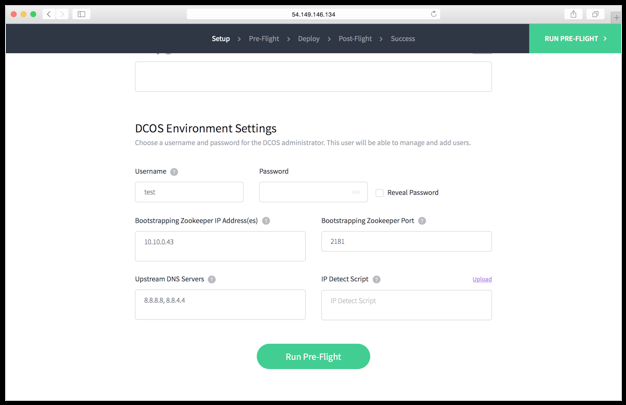 54.149.146.134
Setup > Pre-Flight > Deploy > Post-Flight > Success
RUN PRE-FLIGHT >
DCOS Environment Settings
Choose a username and password for the DCOS administrator. This user will be able to manage and add users.
Username ? Password
test
Reveal Password
Bootstrapping Zookeeper IP Address(es) ? Bootstrapping Zookeeper Port ?
10.10.0.43 2181
Upstream DNS Servers ? IP Detect Script ? Upload
8.8.8.8, 8.8.4.4 IP Detect Script
Run Pre-Flight